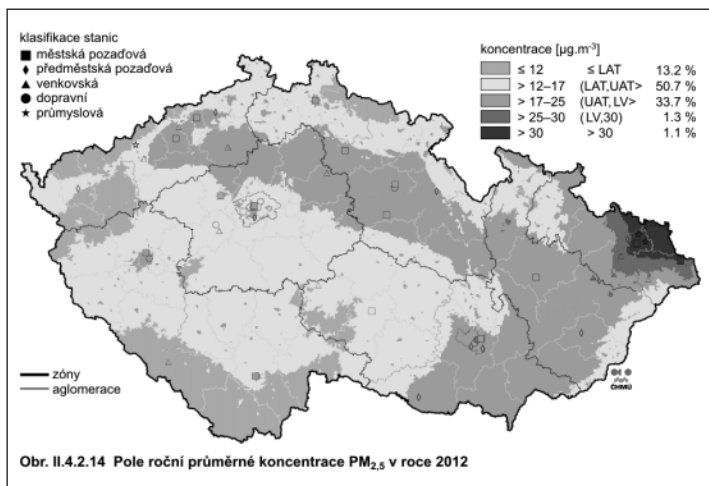 klasifikace stanic
městská pozaďová
předměstská pozaďová
venkovská
dopravní
průmyslová
koncentrace [µg.m⁻³]
≤ 12 ≤ LAT 13.2 %
> 12–17 (LAT,UAT> 50.7 %
> 17–25 (UAT, LV> 33.7 %
> 25–30 (LV,30) 1.3 %
> 30 > 30 1.1 %
zóny
aglomerace
ČHMÚ
Obr. II.4.2.14 Pole roční průměrné koncentrace PM₂,₅ v roce 2012